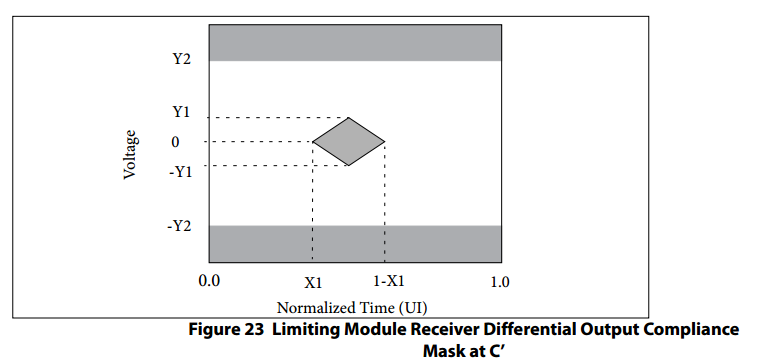 Y2
Y1
0
-Y1
-Y2
Voltage
0.0
X1
1-X1
1.0
Normalized Time (UI)
Figure 23 Limiting Module Receiver Differential Output Compliance
Mask at C′